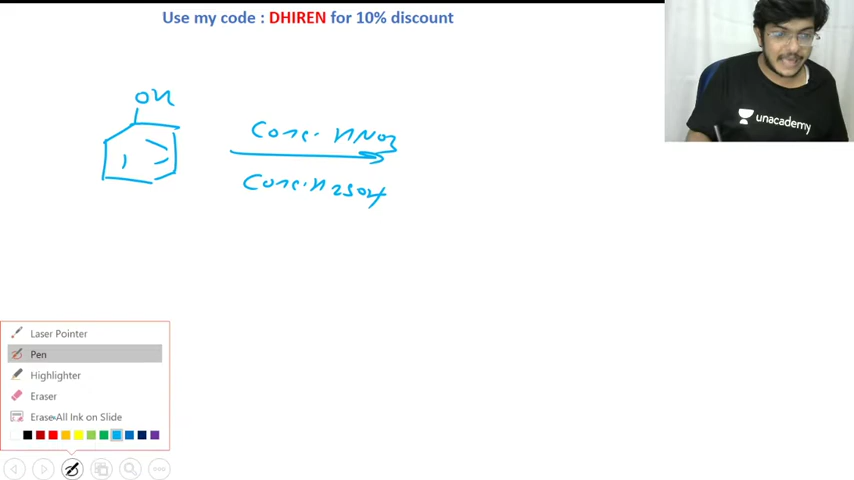 Use my code : DHIREN for 10% discount
unacademy
OH
Conc. HNO3
Conc. H2SO4
Laser Pointer
Pen
Highlighter
Eraser
Erase All Ink on Slide